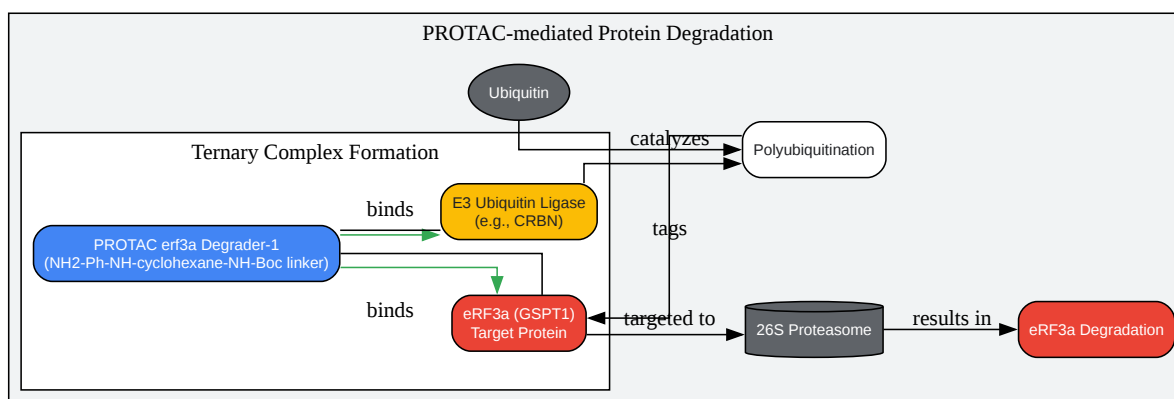 PROTAC-mediated Protein Degradation
Ubiquitin
catalyzes
Polyubiquitination
Ternary Complex Formation
binds
E3 Ubiquitin Ligase
(e.g., CRBN)
tags
PROTAC erf3a Degrader-1
(NH2-Ph-NH-cyclohexane-NH-Boc linker)
binds
eRF3a (GSPT1)
Target Protein
targeted to
26S Proteasome
results in
eRF3a Degradation